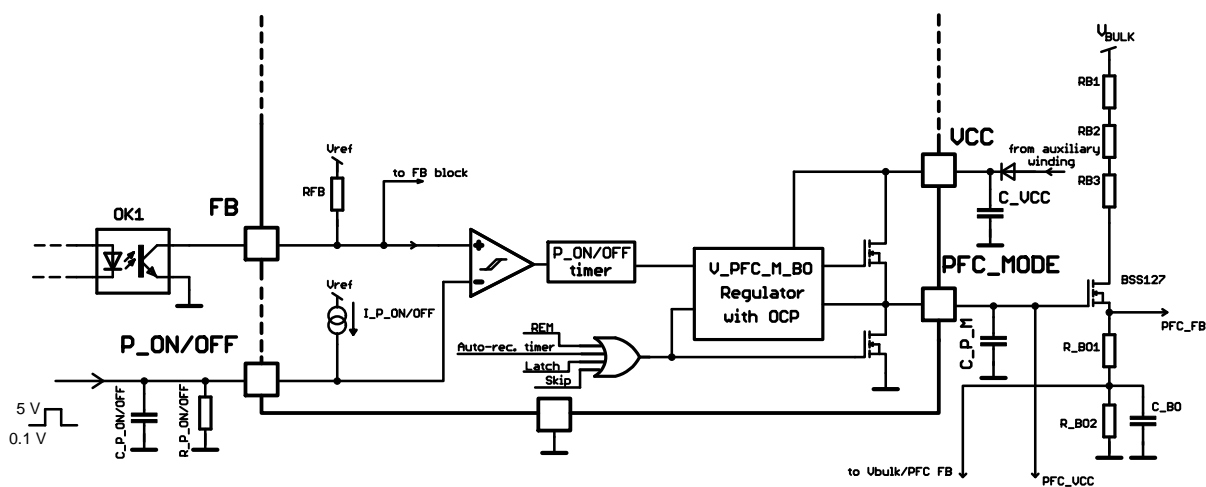 V_BULK
RB1
RB2
RB3
VCC
from auxiliary
winding
C_VCC
Vref
RFB
to FB block
OK1
FB
P_ON/OFF
timer
V_PFC_M_BO
Regulator
with OCP
PFC_MODE
BSS127
PFC_FB
Vref
I_P_ON/OFF
REM
Auto-rec. timer
Latch
Skip
P_ON/OFF
C_P_M
R_BO1
5 V
0.1 V
C_P_ON/OFF
R_P_ON/OFF
R_BO2
C_BO
to Vbulk/PFC FB
PFC_VCC